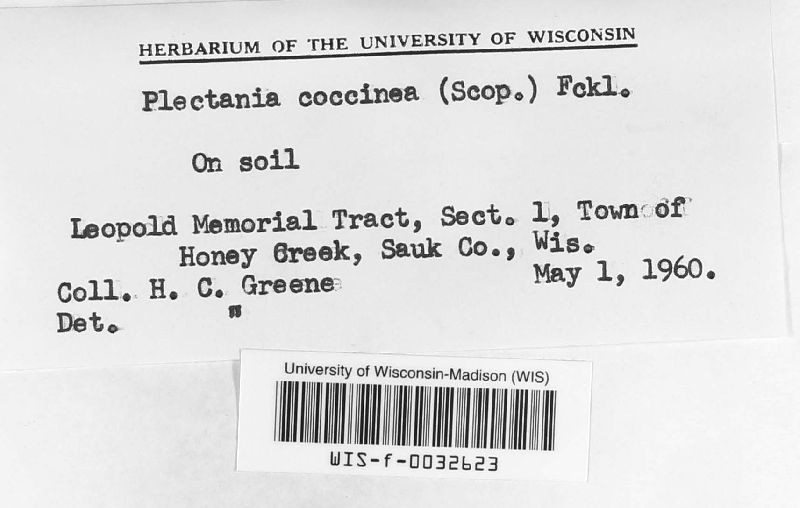 HERBARIUM OF THE UNIVERSITY OF WISCONSIN
Plectania coccinea (Scop.) Fckl.
On soil
Leopold Memorial Tract, Sect. 1, Town of
Honey Creek, Sauk Co., Wis.
Coll. H. C. Greene May 1, 1960.
Det. "
University of Wisconsin-Madison (WIS)
WIS-f-0032623